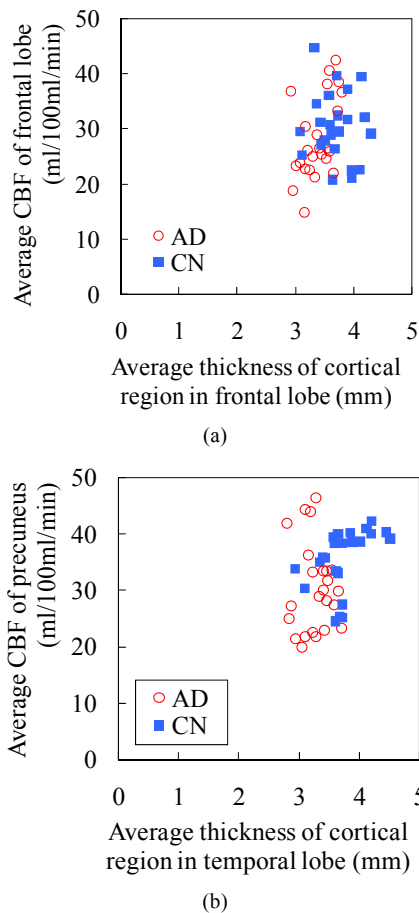 50
40
30
20
10
0
Average CBF of frontal lobe
(ml/100ml/min)
AD
CN
0 1 2 3 4 5
Average thickness of cortical
region in frontal lobe (mm)
(a)
50
40
30
20
10
0
Average CBF of precuneus
(ml/100ml/min)
AD
CN
0 1 2 3 4 5
Average thickness of cortical
region in temporal lobe (mm)
(b)